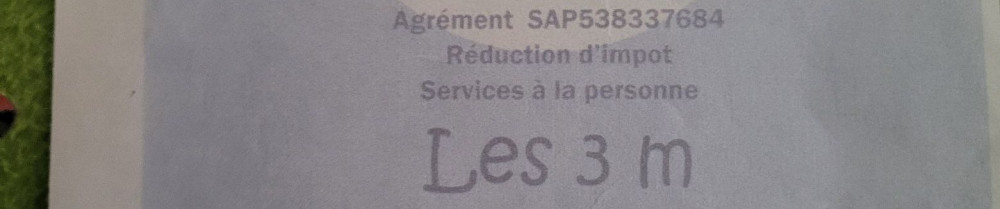 Agrément SAP538337684
Réduction d'impot
Services à la personne
Les 3 m